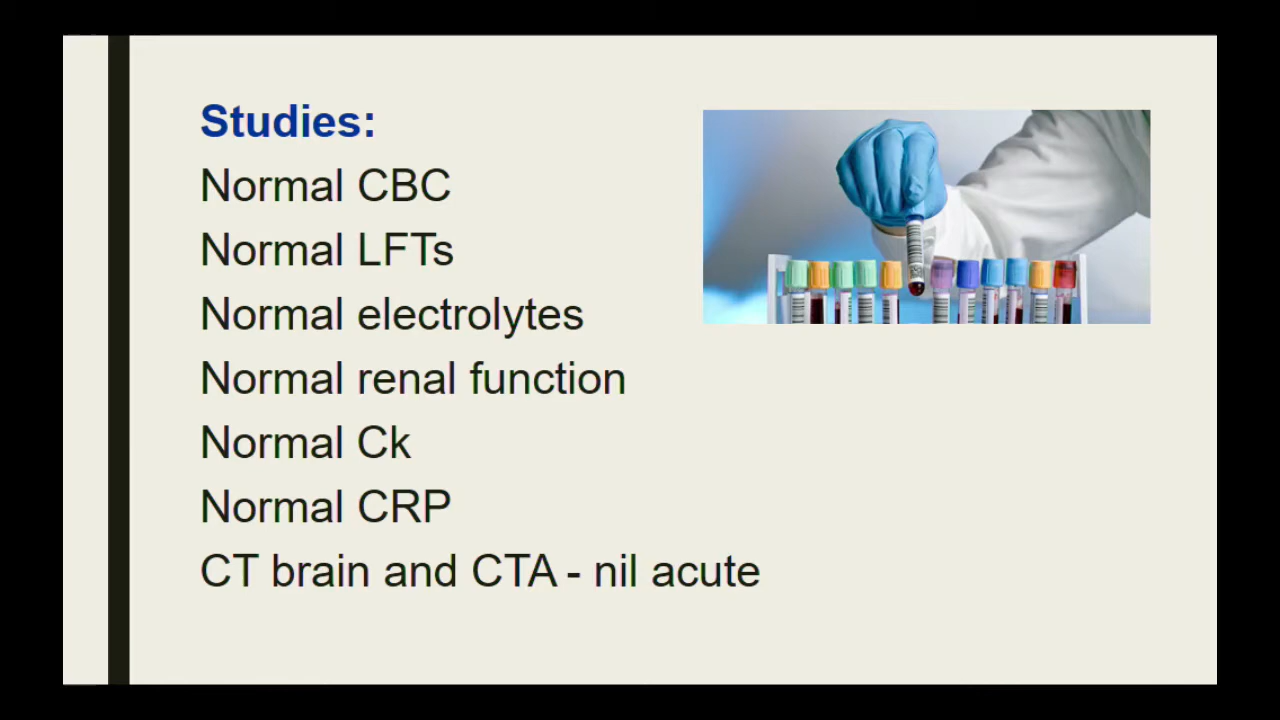 Studies:
Normal CBC
Normal LFTs
Normal electrolytes
Normal renal function
Normal Ck
Normal CRP
CT brain and CTA - nil acute